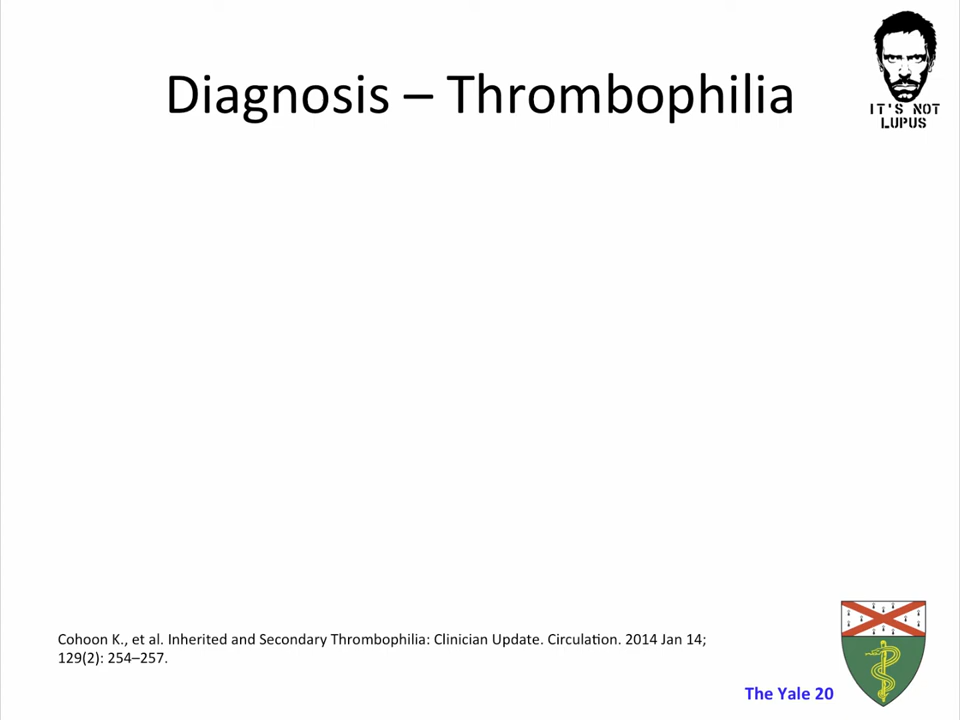 Diagnosis – Thrombophilia
IT'S NOT
LUPUS
Cohoon K., et al. Inherited and Secondary Thrombophilia: Clinician Update. Circulation. 2014 Jan 14;
129(2): 254–257.
The Yale 20